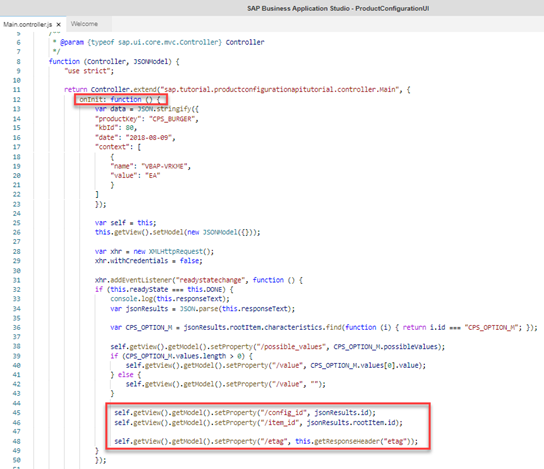 SAP Business Application Studio - ProductConfigurationUI
Main.controller.js ×
Welcome
5 /**
6 * @param {typeof sap.ui.core.mvc.Controller} Controller
7 */
8 function (Controller, JSONModel) {
9 "use strict";
10
11 return Controller.extend("sap.tutorial.productconfigurationapitutorial.controller.Main", {
12 onInit: function () {
13 var data = JSON.stringify({
14 "productKey": "CPS_BURGER",
15 "kbId": 80,
16 "date": "2018-08-09",
17 "context": [
18 {
19 "name": "VBAP-VRKME",
20 "value": "EA"
21 }
22 ]
23 });
24
25 var self = this;
26 this.getView().setModel(new JSONModel({}));
27
28 var xhr = new XMLHttpRequest();
29 xhr.withCredentials = false;
30
31 xhr.addEventListener("readystatechange", function () {
32 if (this.readyState === this.DONE) {
33 console.log(this.responseText);
34 var jsonResults = JSON.parse(this.responseText);
35
36 var CPS_OPTION_M = jsonResults.rootItem.characteristics.find(function (i) { return i.id === "CPS_OPTION_M"; });
37
38 self.getView().getModel().setProperty("/possible_values", CPS_OPTION_M.possibleValues);
39 if (CPS_OPTION_M.values.length > 0) {
40 self.getView().getModel().setProperty("/value", CPS_OPTION_M.values[0].value);
41 } else {
42 self.getView().getModel().setProperty("/value", "");
43 }
44
45 self.getView().getModel().setProperty("/config_id", jsonResults.id);
46 self.getView().getModel().setProperty("/item_id", jsonResults.rootItem.id);
47
48 self.getView().getModel().setProperty("/etag", this.getResponseHeader("etag"));
49 }
50 });